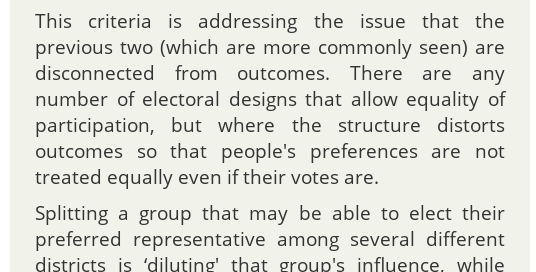 This criteria is addressing the issue that the
previous two (which are more commonly seen) are
disconnected from outcomes. There are any
number of electoral designs that allow equality of
participation, but where the structure distorts
outcomes so that people's preferences are not
treated equally even if their votes are.
Splitting a group that may be able to elect their
preferred representative among several different
districts is ‘diluting' that group's influence, while